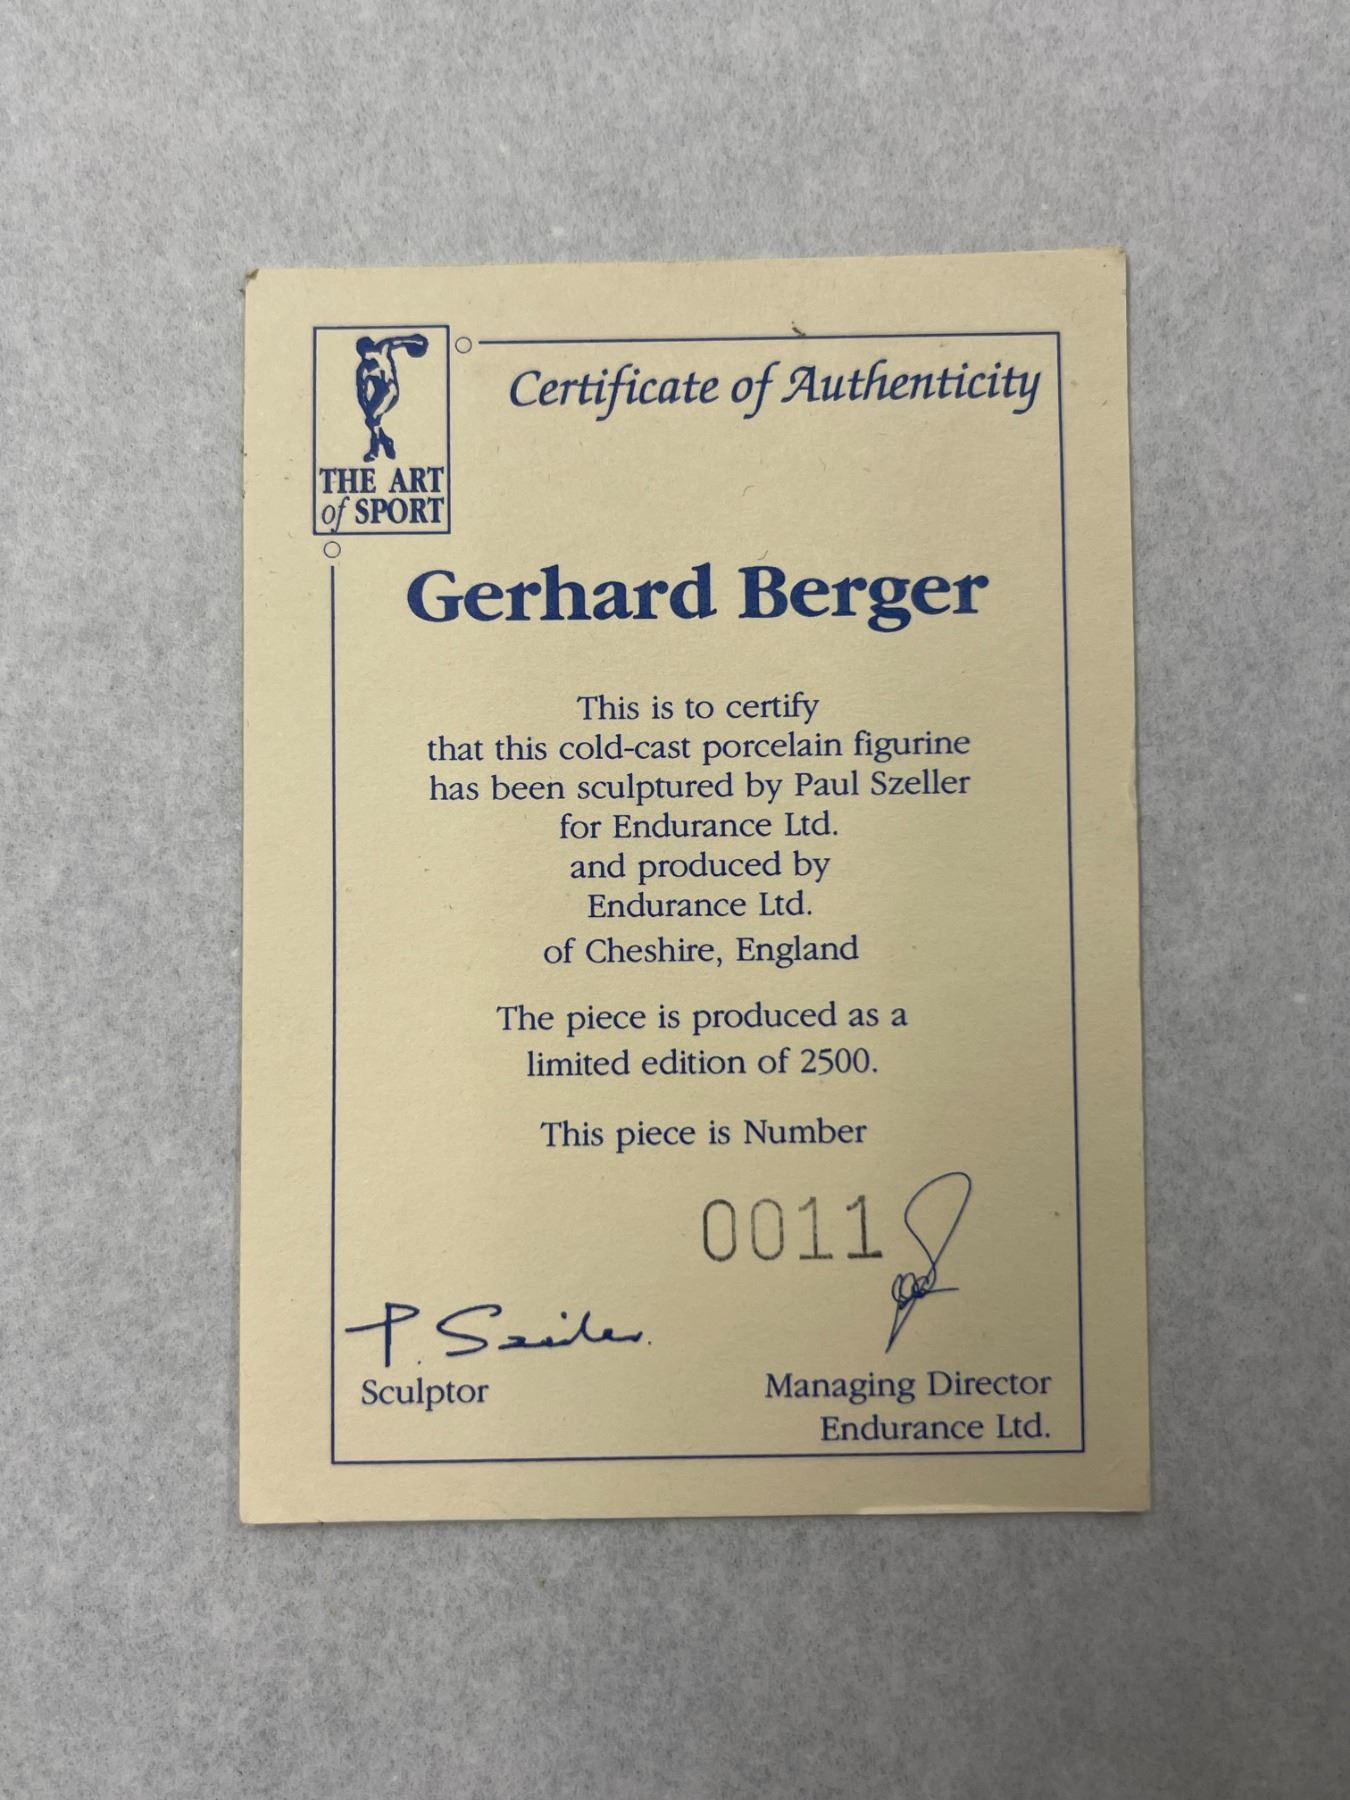 THE ART
of SPORT
Certificate of Authenticity
Gerhard Berger
This is to certify
that this cold-cast porcelain figurine
has been sculptured by Paul Szeller
for Endurance Ltd.
and produced by
Endurance Ltd.
of Cheshire, England
The piece is produced as a
limited edition of 2500.
This piece is Number
0011
P. Szeiler.
Sculptor
Managing Director
Endurance Ltd.